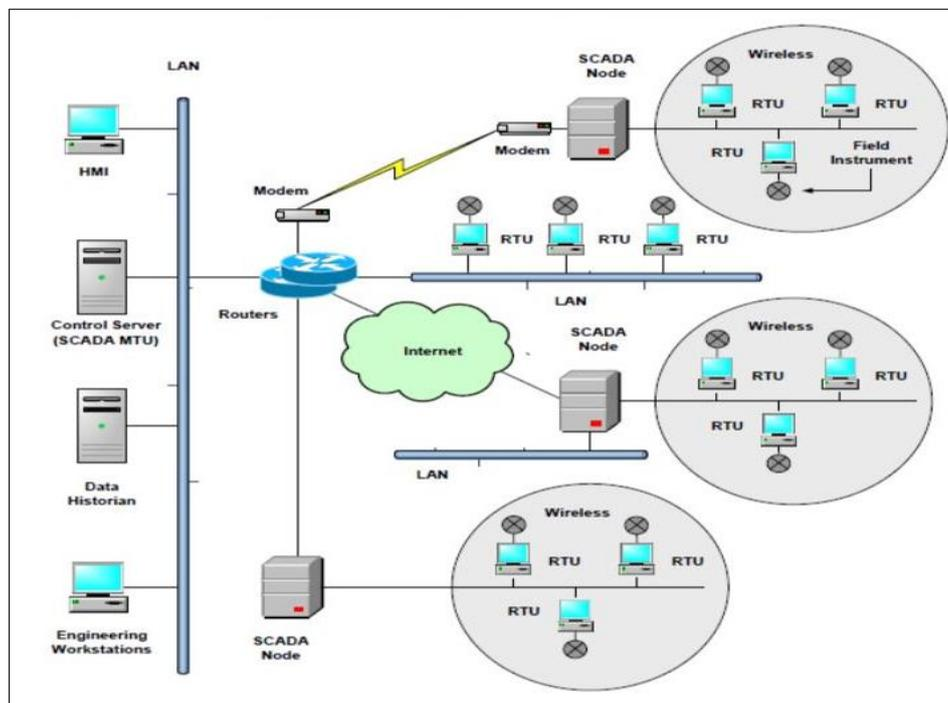 LAN
HMI
Control Server
(SCADA MTU)
Data
Historian
Engineering
Workstations
Modem
Routers
Modem
SCADA
Node
Wireless
RTU
RTU
RTU
Field
Instrument
RTU
RTU
RTU
LAN
Internet
SCADA
Node
LAN
Wireless
RTU
RTU
RTU
SCADA
Node
Wireless
RTU
RTU
RTU